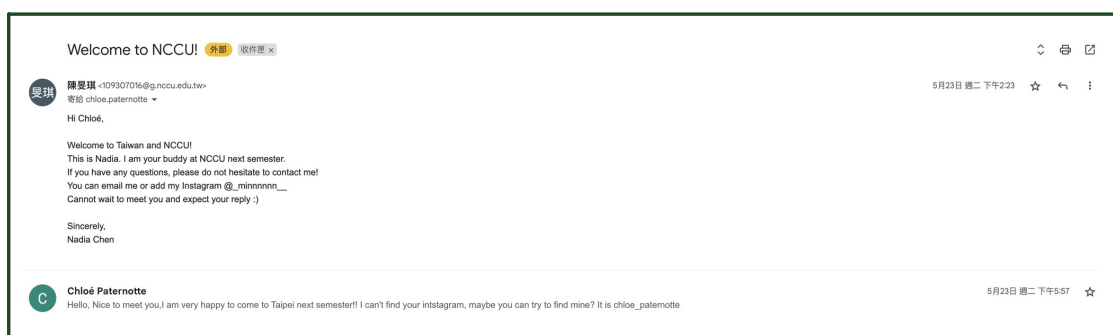 Welcome to NCCU! 外部 收件匣 ×
旻琪
陳旻琪 <109307016@g.nccu.edu.tw>
5月23日 週二 下午2:23
寄給 chloe.paternotte
Hi Chloé,
Welcome to Taiwan and NCCU!
This is Nadia. I am your buddy at NCCU next semester.
If you have any questions, please do not hesitate to contact me!
You can email me or add my Instagram @_minnnnnn__
Cannot wait to meet you and expect your reply :)
Sincerely,
Nadia Chen
C
Chloé Paternotte
5月23日 週二 下午5:57
Hello, Nice to meet you,I am very happy to come to Taipei next semester!! I can't find your intstagram, maybe you can try to find mine? It is chloe_paternotte